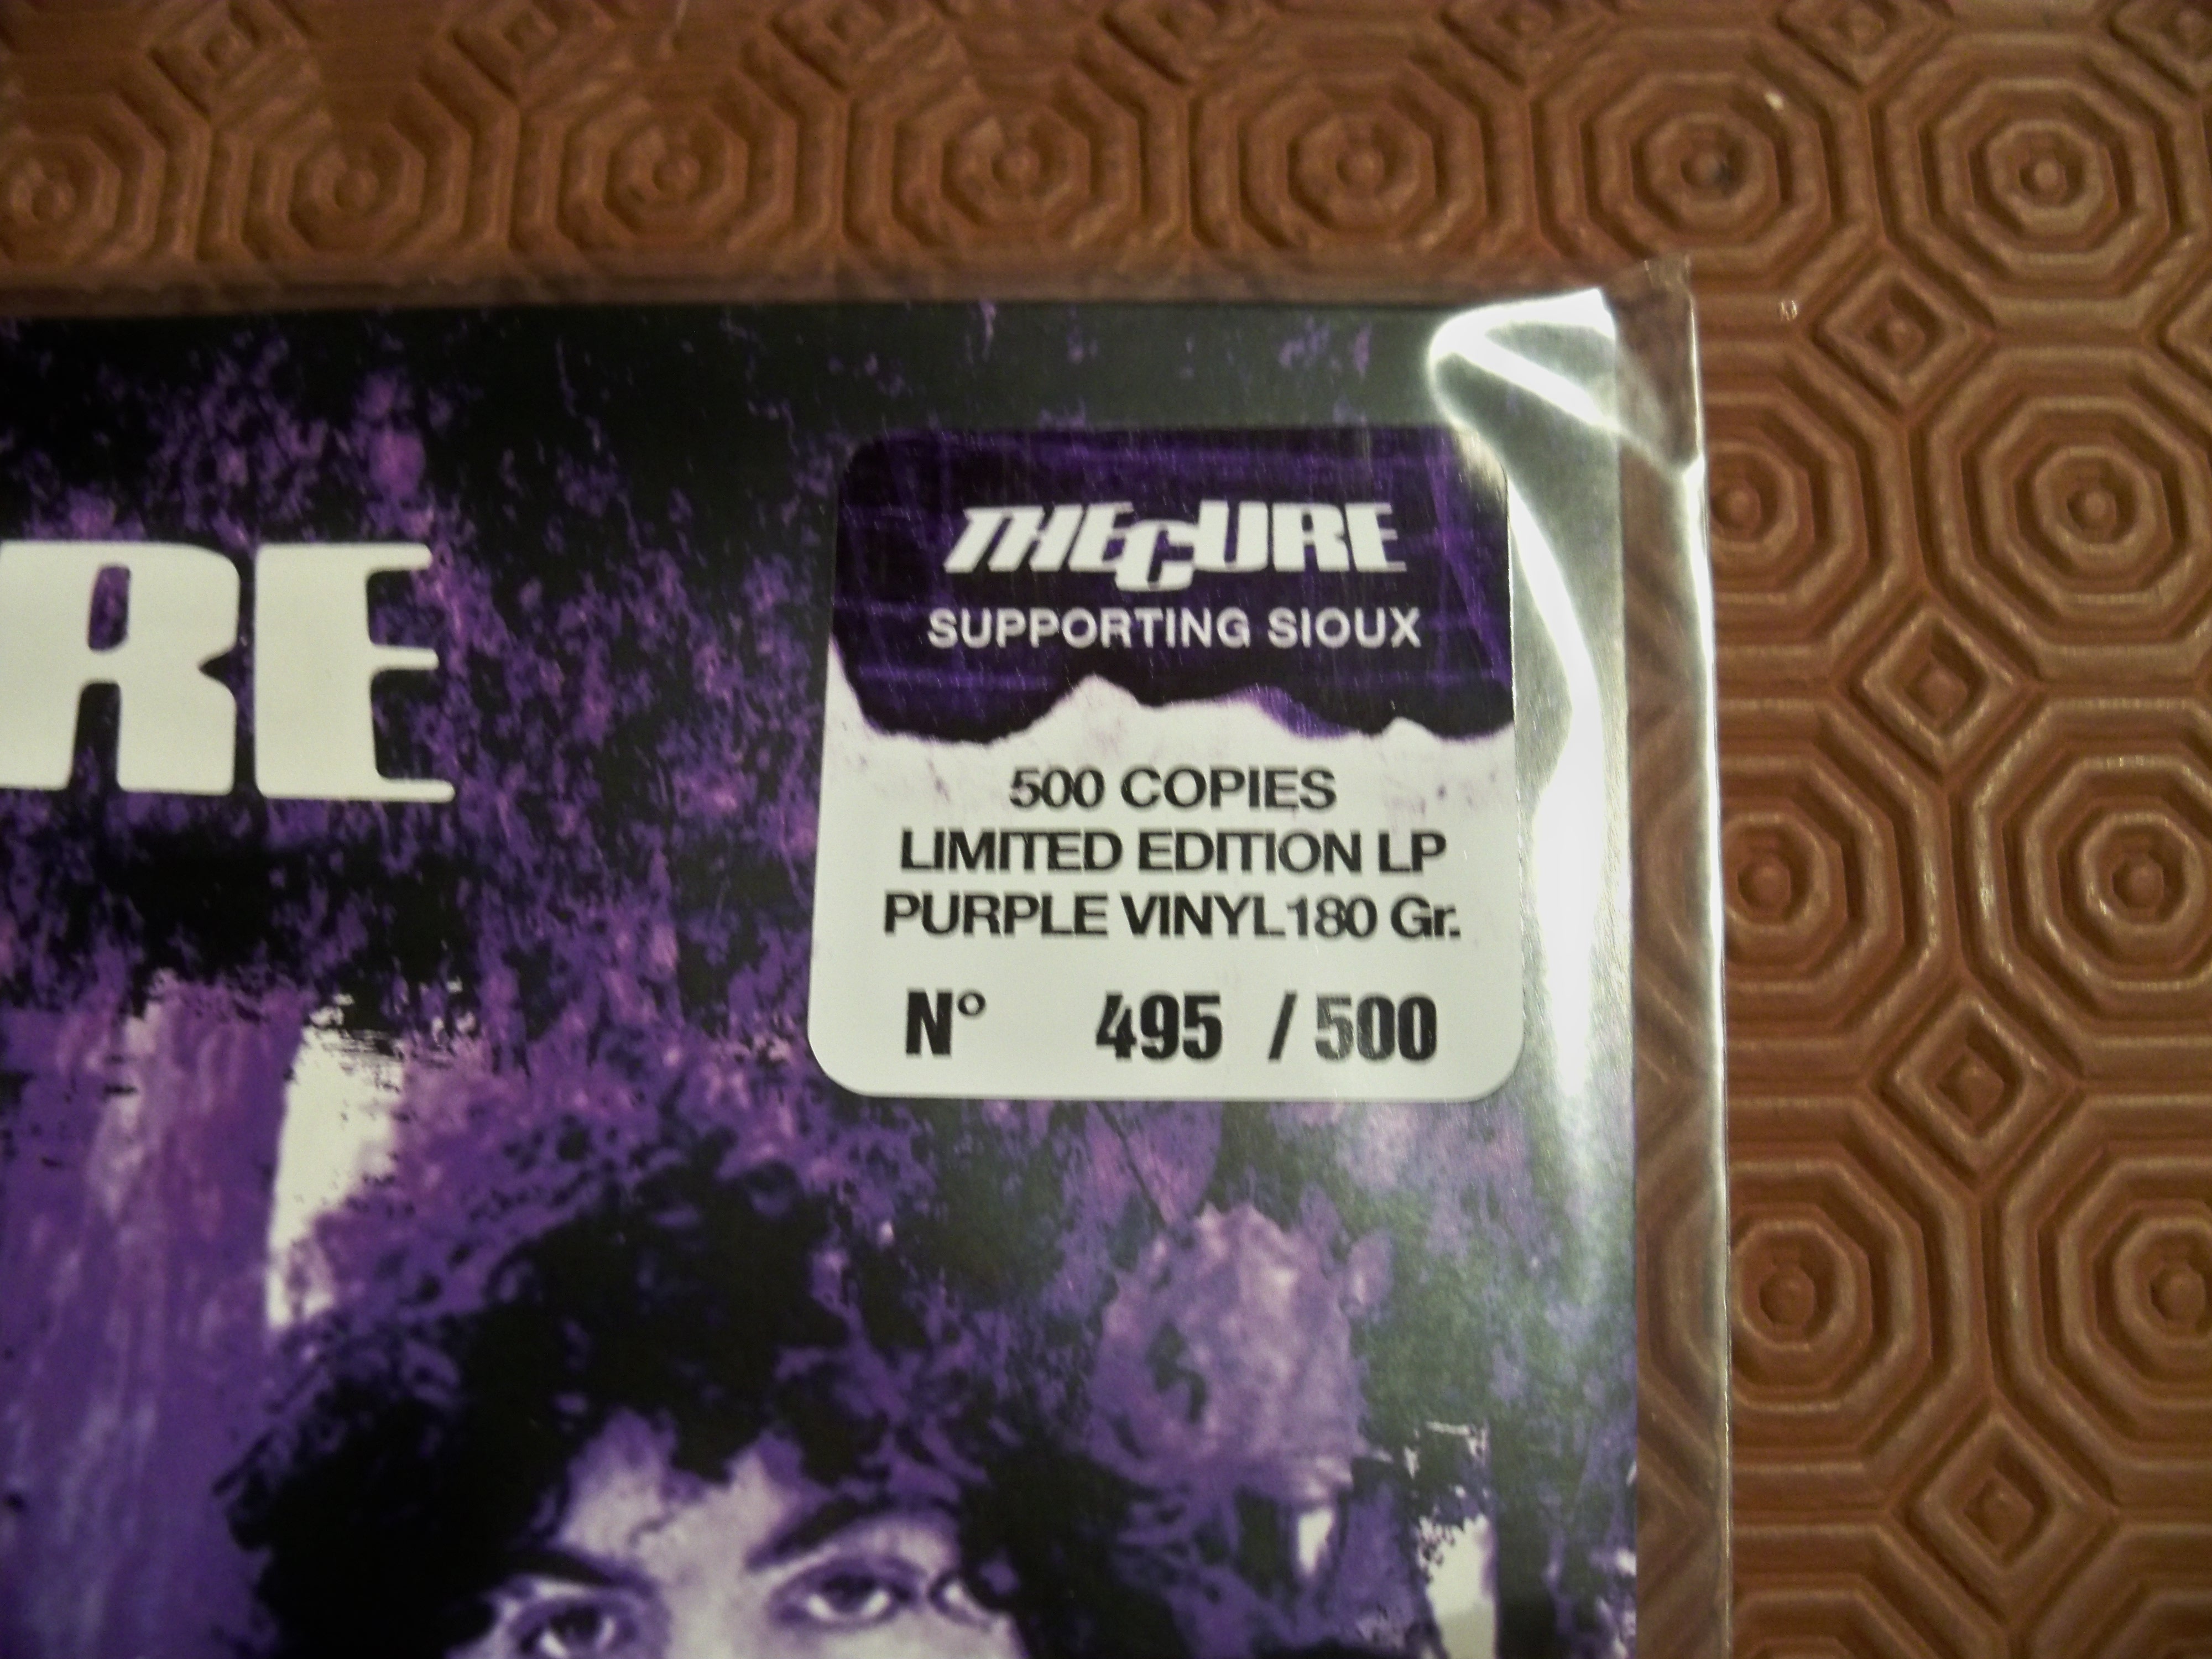 RE
THE CURE
SUPPORTING SIOUX
500 COPIES
LIMITED EDITION LP
PURPLE VINYL180 Gr.
N° 495 / 500